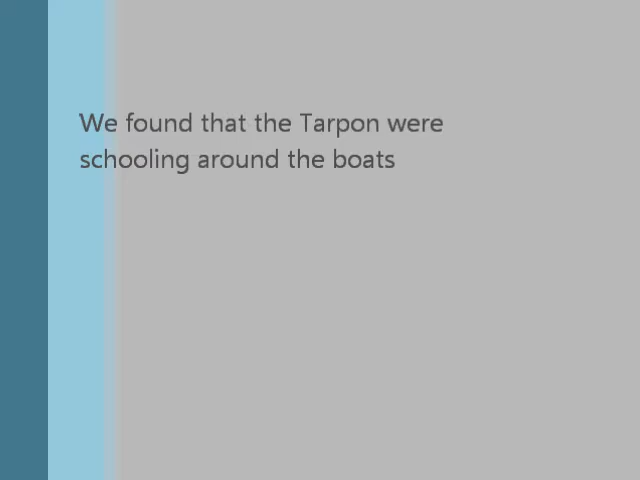 We found that the Tarpon were
schooling around the boats